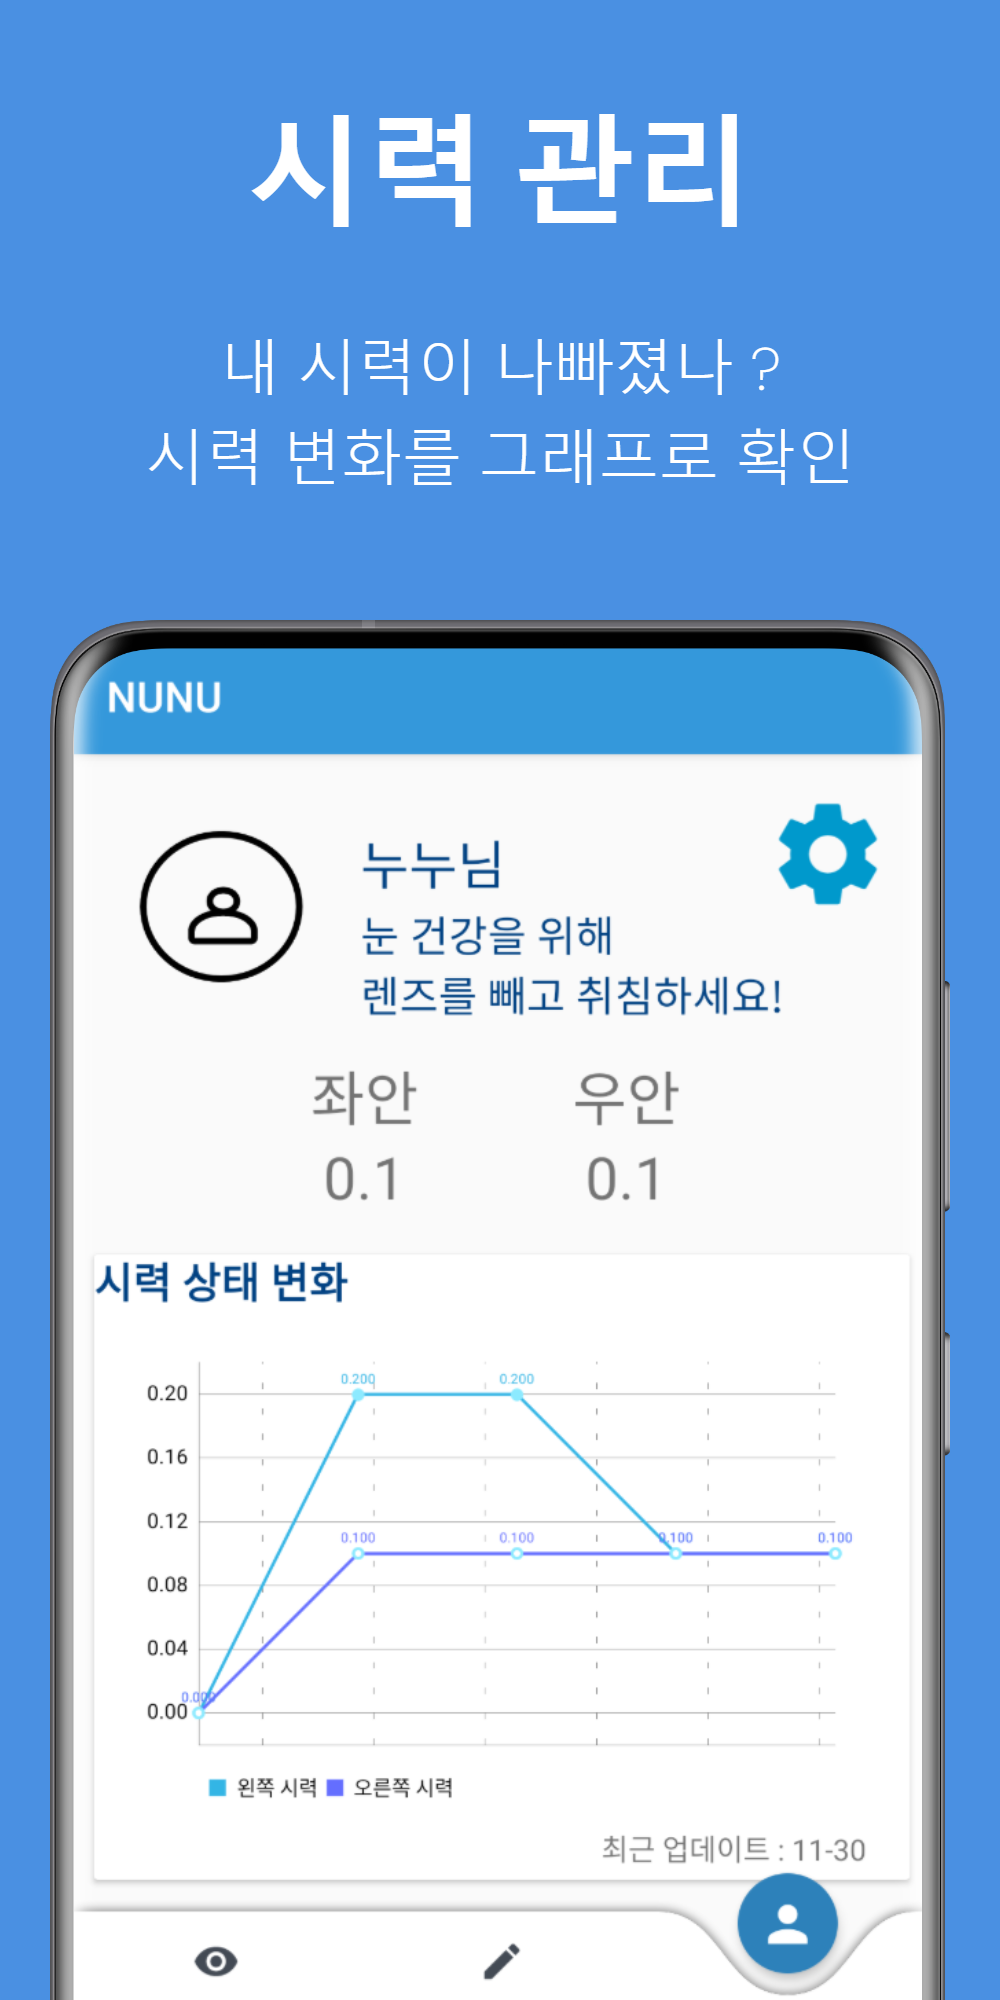 시력 관리
내 시력이 나빠졌나 ?
시력 변화를 그래프로 확인
NUNU
누누님
눈 건강을 위해
렌즈를 빼고 취침하세요!
좌안 우안
0.1 0.1
시력 상태 변화
0.200 0.200
0.20
0.16
0.12
0.100 0.100 0.100 0.100
0.08
0.04
0.000
0.00
왼쪽 시력 오른쪽 시력
최근 업데이트 : 11-30